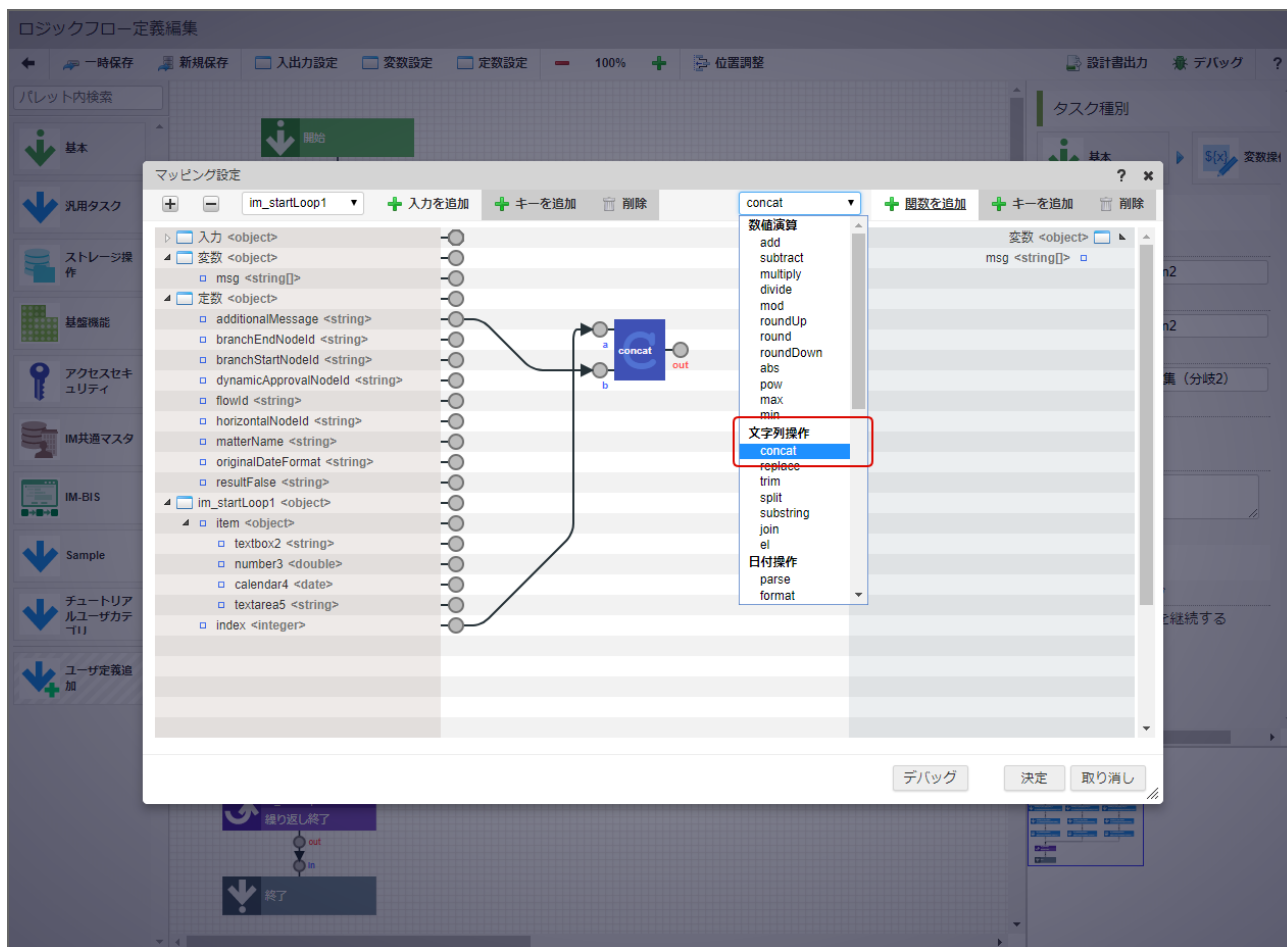 ロジックフロー定義編集
一時保存 新規保存 入出力設定 変数設定 定数設定 100% 位置調整 設計書出力 デバッグ ?
パレット内検索
基本
汎用タスク
ストレージ操
作
基盤機能
アクセスセキ
ュリティ
IM共通マスタ
IM-BIS
Sample
チュートリア
ルユーザカテ
ゴリ
ユーザ定義追
加
開始
タスク種別
基本 変数操作
マッピング設定 ?
im_startLoop1 入力を追加 キーを追加 削除 concat 関数を追加 キーを追加 削除
入力 <object>
変数 <object>
msg <string[]>
定数 <object>
additionalMessage <string>
branchEndNodeId <string>
branchStartNodeId <string>
dynamicApprovalNodeId <string>
flowId <string>
horizontalNodeId <string>
matterName <string>
originalDateFormat <string>
resultFalse <string>
im_startLoop1 <object>
item <object>
textbox2 <string>
number3 <double>
calendar4 <date>
textarea5 <string>
index <integer>
a
concat
b
out
数値演算
add
subtract
multiply
divide
mod
roundUp
round
roundDown
abs
pow
max
min
文字列操作
concat
replace
trim
split
substring
join
el
日付操作
parse
format
変数 <object>
msg <string[]>
n2
n2
集（分岐2）
を継続する
デバッグ 決定 取り消し
繰り返し終了
out
in
終了